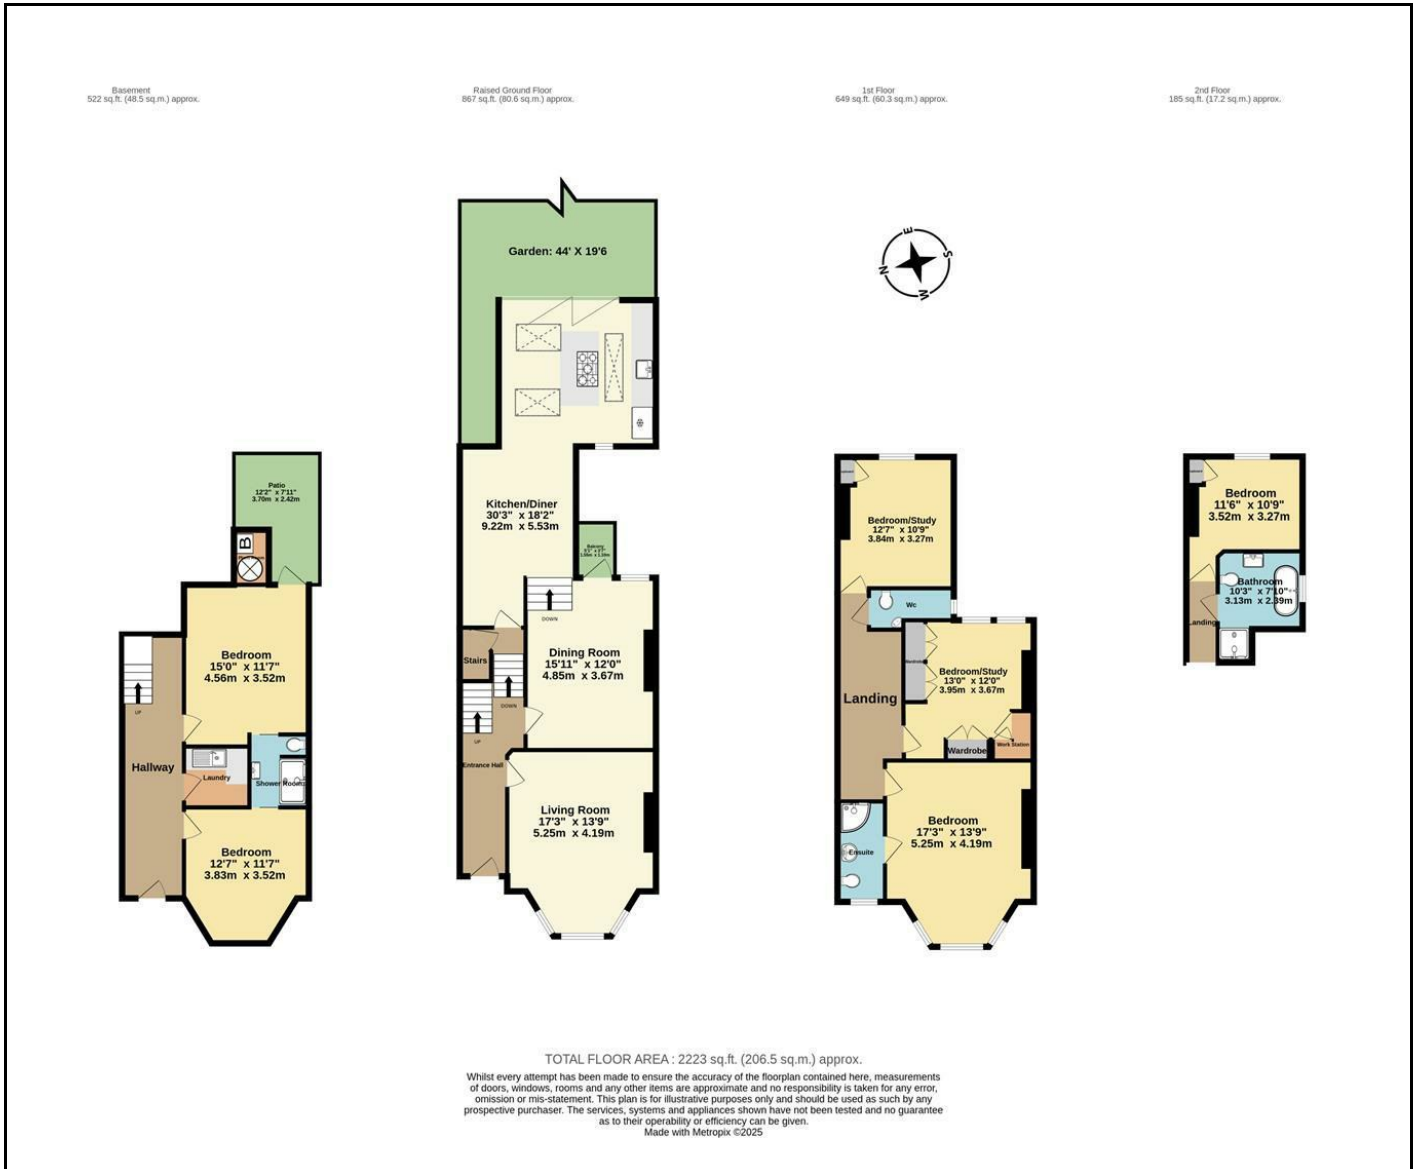 Basement
522 sq.ft. (48.5 sq.m.) approx.
Raised Ground Floor
867 sq.ft. (80.6 sq.m.) approx.
1st Floor
649 sq.ft. (60.3 sq.m.) approx.
2nd Floor
185 sq.ft. (17.2 sq.m.) approx.
Patio
12'2" x 7'11"
3.70m x 2.42m
B
Bedroom
15'0" x 11'7"
4.56m x 3.52m
UP
Hallway
Laundry
Shower Room
Bedroom
12'7" x 11'7"
3.83m x 3.52m
Garden: 44' X 19'6
Kitchen/Diner
30'3" x 18'2"
9.22m x 5.53m
Balcony
DOWN
Stairs
Dining Room
15'11" x 12'0"
4.85m x 3.67m
DOWN
UP
Entrance Hall
Living Room
17'3" x 13'9"
5.25m x 4.19m
E
S
N
W
Bedroom/Study
12'7" x 10'9"
3.84m x 3.27m
Wc
Wardrobe
Bedroom/Study
13'0" x 12'0"
3.95m x 3.67m
Landing
Wardrobe
Work Station
Bedroom
17'3" x 13'9"
5.25m x 4.19m
Ensuite
Bedroom
11'6" x 10'9"
3.52m x 3.27m
Bathroom
10'3" x 7'10"
3.13m x 2.39m
Landing
TOTAL FLOOR AREA : 2223 sq.ft. (206.5 sq.m.) approx.
Whilst every attempt has been made to ensure the accuracy of the floorplan contained here, measurements
of doors, windows, rooms and any other items are approximate and no responsibility is taken for any error,
omission or mis-statement. This plan is for illustrative purposes only and should be used as such by any
prospective purchaser. The services, systems and appliances shown have not been tested and no guarantee
as to their operability or efficiency can be given.
Made with Metropix ©2025